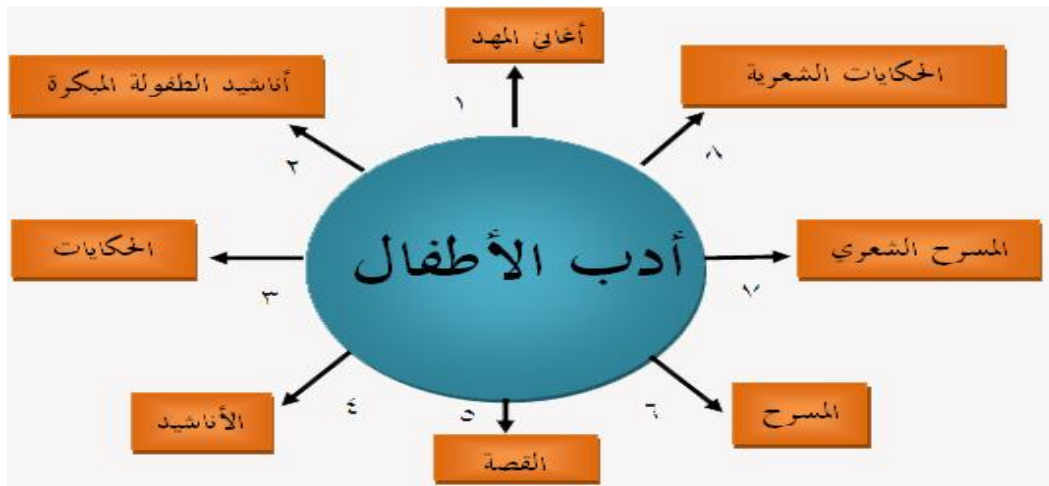 أدب الأطفال
١
أغاني المهد
٢
أناشيد الطفولة المبكرة
٣
الحكايات
٤
الأناشيد
٥
القصة
٦
المسرح
٧
المسرح الشعري
٨
الحكايات الشعرية